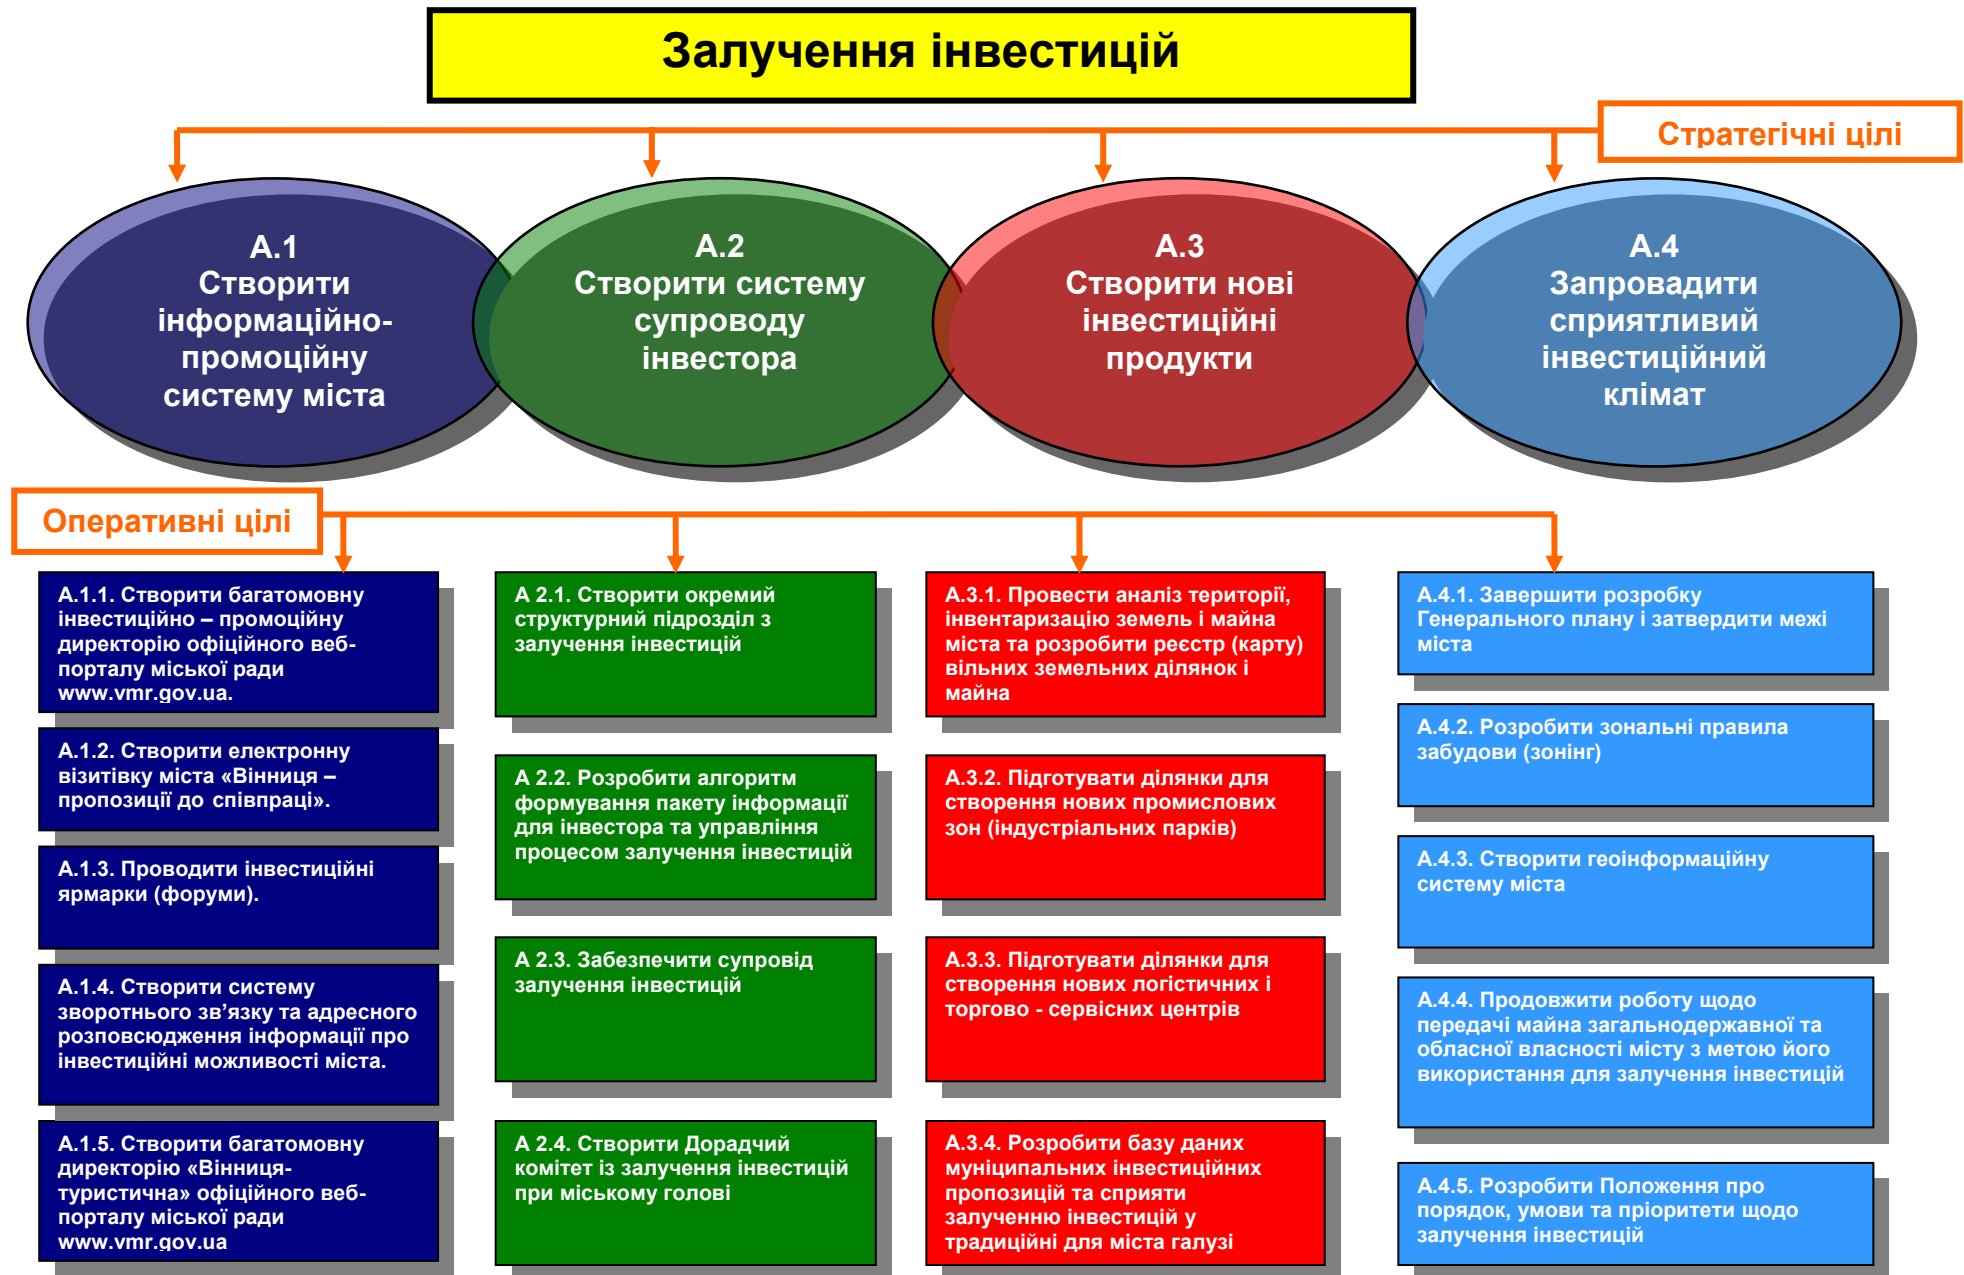 Залучення інвестицій
Стратегічні цілі
А.1
Створити
інформаційно-
промоційну
систему міста
А.2
Створити систему
супроводу
інвестора
А.3
Створити нові
інвестиційні
продукти
А.4
Запровадити
сприятливий
інвестиційний
клімат
Оперативні цілі
А.1.1. Створити багатомовну
інвестиційно – промоційну
директорію офіційного веб-
порталу міської ради
www.vmr.gov.ua.
А.1.2. Створити електронну
візитівку міста «Вінниця –
пропозиції до співпраці».
А.1.3. Проводити інвестиційні
ярмарки (форуми).
А.1.4. Створити систему
зворотнього зв’язку та адресного
розповсюдження інформації про
інвестиційні можливості міста.
А.1.5. Створити багатомовну
директорію «Вінниця-
туристична» офіційного веб-
порталу міської ради
www.vmr.gov.ua
А 2.1. Створити окремий
структурний підрозділ з
залучення інвестицій
А 2.2. Розробити алгоритм
формування пакету інформації
для інвестора та управління
процесом залучення інвестицій
А 2.3. Забезпечити супровід
залучення інвестицій
А 2.4. Створити Дорадчий
комітет із залучення інвестицій
при міському голові
А.3.1. Провести аналіз території,
інвентаризацію земель і майна
міста та розробити реєстр (карту)
вільних земельних ділянок і
майна
А.3.2. Підготувати ділянки для
створення нових промислових
зон (індустріальних парків)
А.3.3. Підготувати ділянки для
створення нових логістичних і
торгово - сервісних центрів
А.3.4. Розробити базу даних
муніципальних інвестиційних
пропозицій та сприяти
залученню інвестицій у
традиційні для міста галузі
А.4.1. Завершити розробку
Генерального плану і затвердити межі
міста
А.4.2. Розробити зональні правила
забудови (зонінг)
А.4.3. Створити геоінформаційну
систему міста
А.4.4. Продовжити роботу щодо
передачі майна загальнодержавної та
обласної власності місту з метою його
використання для залучення інвестицій
А.4.5. Розробити Положення про
порядок, умови та пріоритети щодо
залучення інвестицій